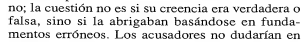 no; la cuestión no es si su creencia era verdadera o
falsa, sino si la abrigaban basándose en funda-
mentos erróneos. Los acusadores no dudarían en